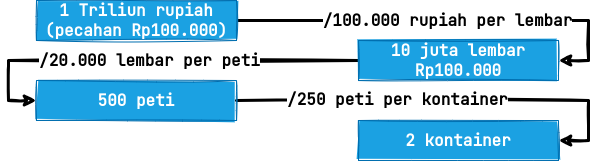 1 Triliun rupiah
(pecahan Rp100.000)
/100.000 rupiah per lembar
10 juta lembar
Rp100.000
/20.000 lembar per peti
500 peti
/250 peti per kontainer
2 kontainer